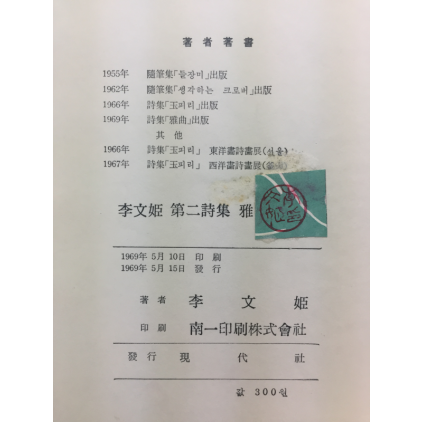 著者著書
1955年 隨筆集「들장미」出版
1962年 隨筆集「생각하는 크로버」出版
1966年 詩集「玉피리」出版
1969年 詩集「雅曲」出版
其他
1966年 詩集「玉피리」 東洋畵詩畵展(서울)
1967年 詩集「玉피리」 西洋畵詩畵展
李文姬 第二詩集 雅
1969年 5月 10日 印刷
1969年 5月 15日 發行
著者 李文姬
印刷 南一印刷株式會社
發行 現代社
값 300원